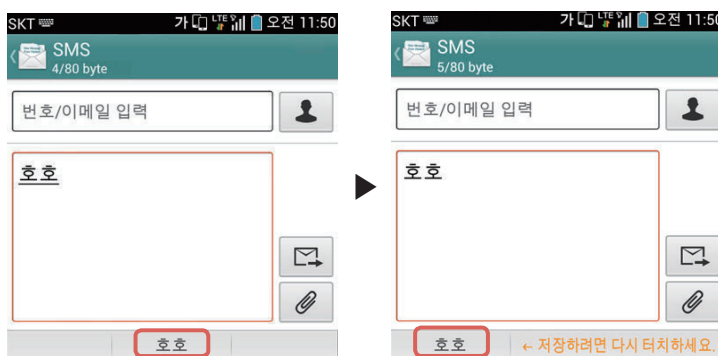 SKT 가 LTE 오전 11:50
SMS
4/80 byte
번호/이메일 입력
호호
호호
SKT 가 LTE 오전 11:50
SMS
5/80 byte
번호/이메일 입력
호호
호호 ← 저장하려면 다시 터치하세요.